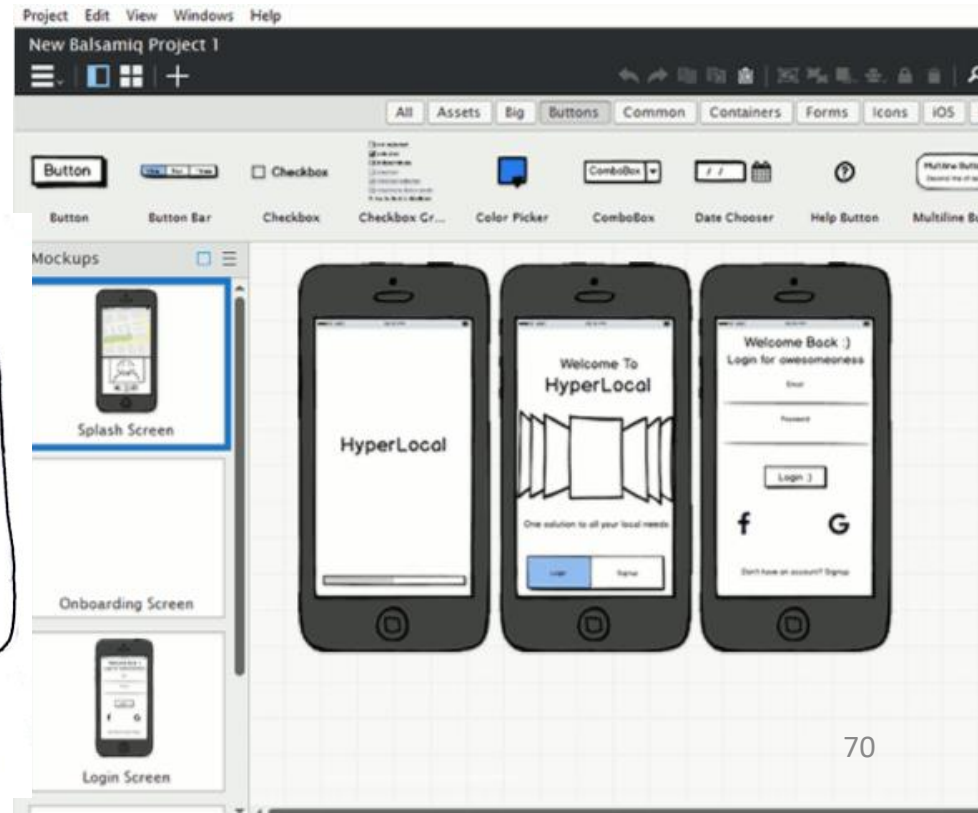 Project Edit View Windows Help
New Balsamiq Project 1
All Assets Big Buttons Common Containers Forms Icons iOS
Button
Checkbox
ComboBox
/ /
?
Button Button Bar Checkbox Checkbox Gr... Color Picker ComboBox Date Chooser Help Button Multiline Bu
Mockups
Splash Screen
Onboarding Screen
Login Screen
HyperLocal
Welcome To
HyperLocal
One solution to all your local needs
Login Signup
Welcome Back :)
Login for awesomeoness
Email
Password
Login :)
f G
Don't have an account? Signup
70